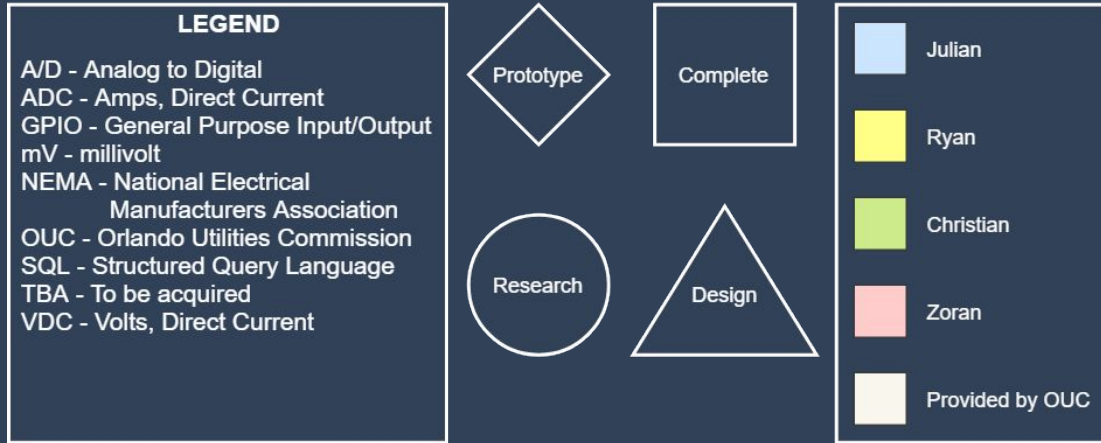 LEGEND
A/D - Analog to Digital
ADC - Amps, Direct Current
GPIO - General Purpose Input/Output
mV - millivolt
NEMA - National Electrical
Manufacturers Association
OUC - Orlando Utilities Commission
SQL - Structured Query Language
TBA - To be acquired
VDC - Volts, Direct Current
Prototype
Complete
Research
Design
Julian
Ryan
Christian
Zoran
Provided by OUC